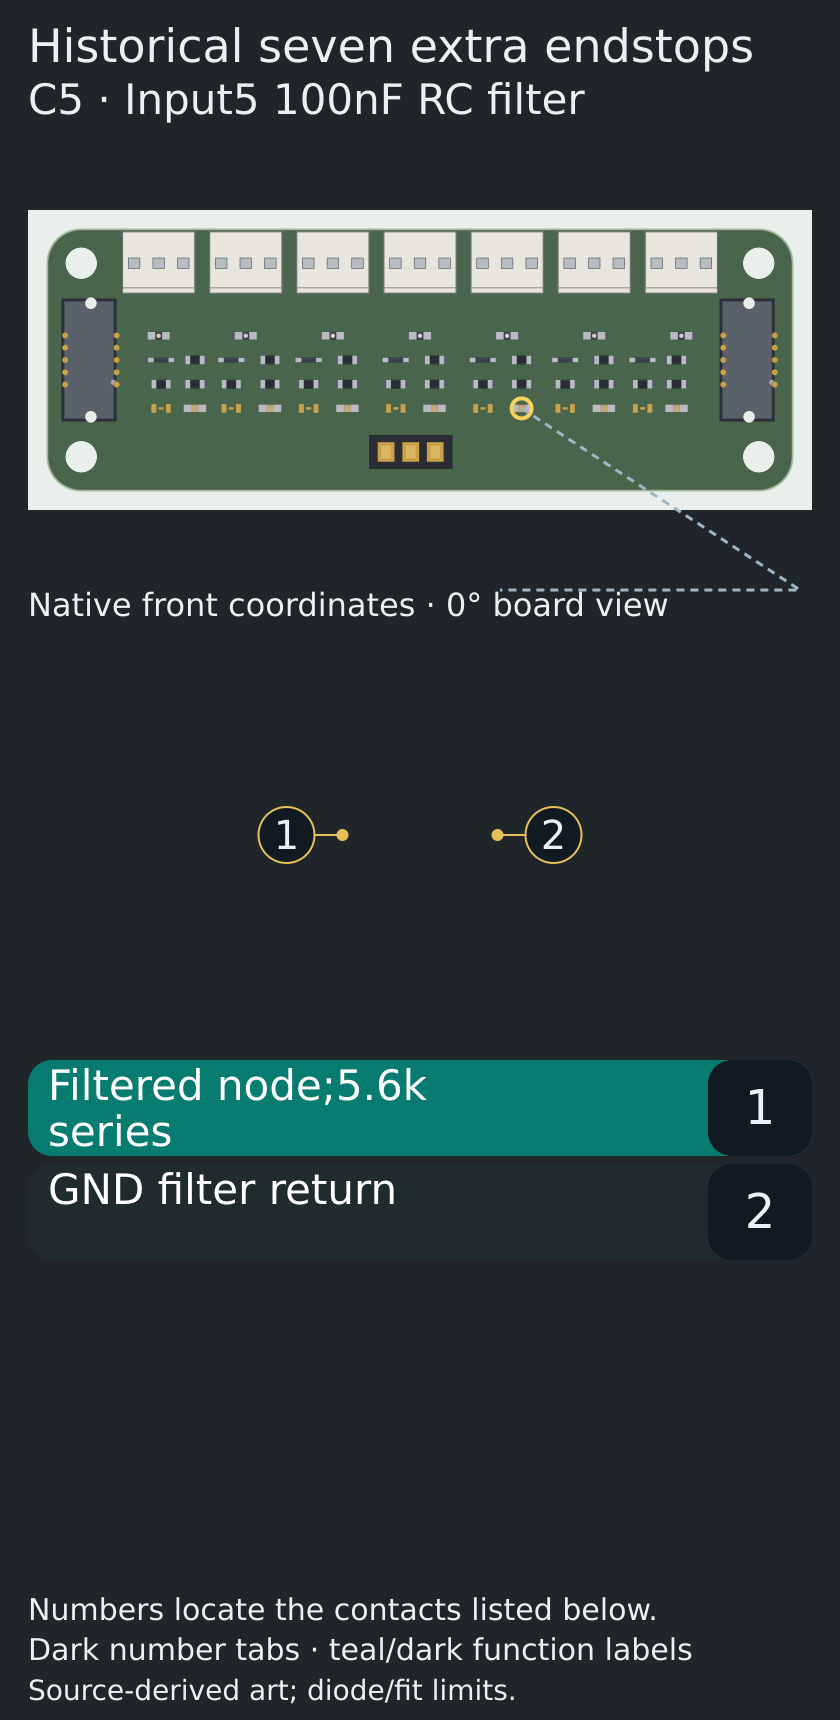 Historical seven extra endstops
C5 · Input5 100nF RC filter
Native front coordinates · 0° board view
1
2
Filtered node;5.6k
series
1
GND filter return
2
Numbers locate the contacts listed below.
Dark number tabs · teal/dark function labels
Source-derived art; diode/fit limits.